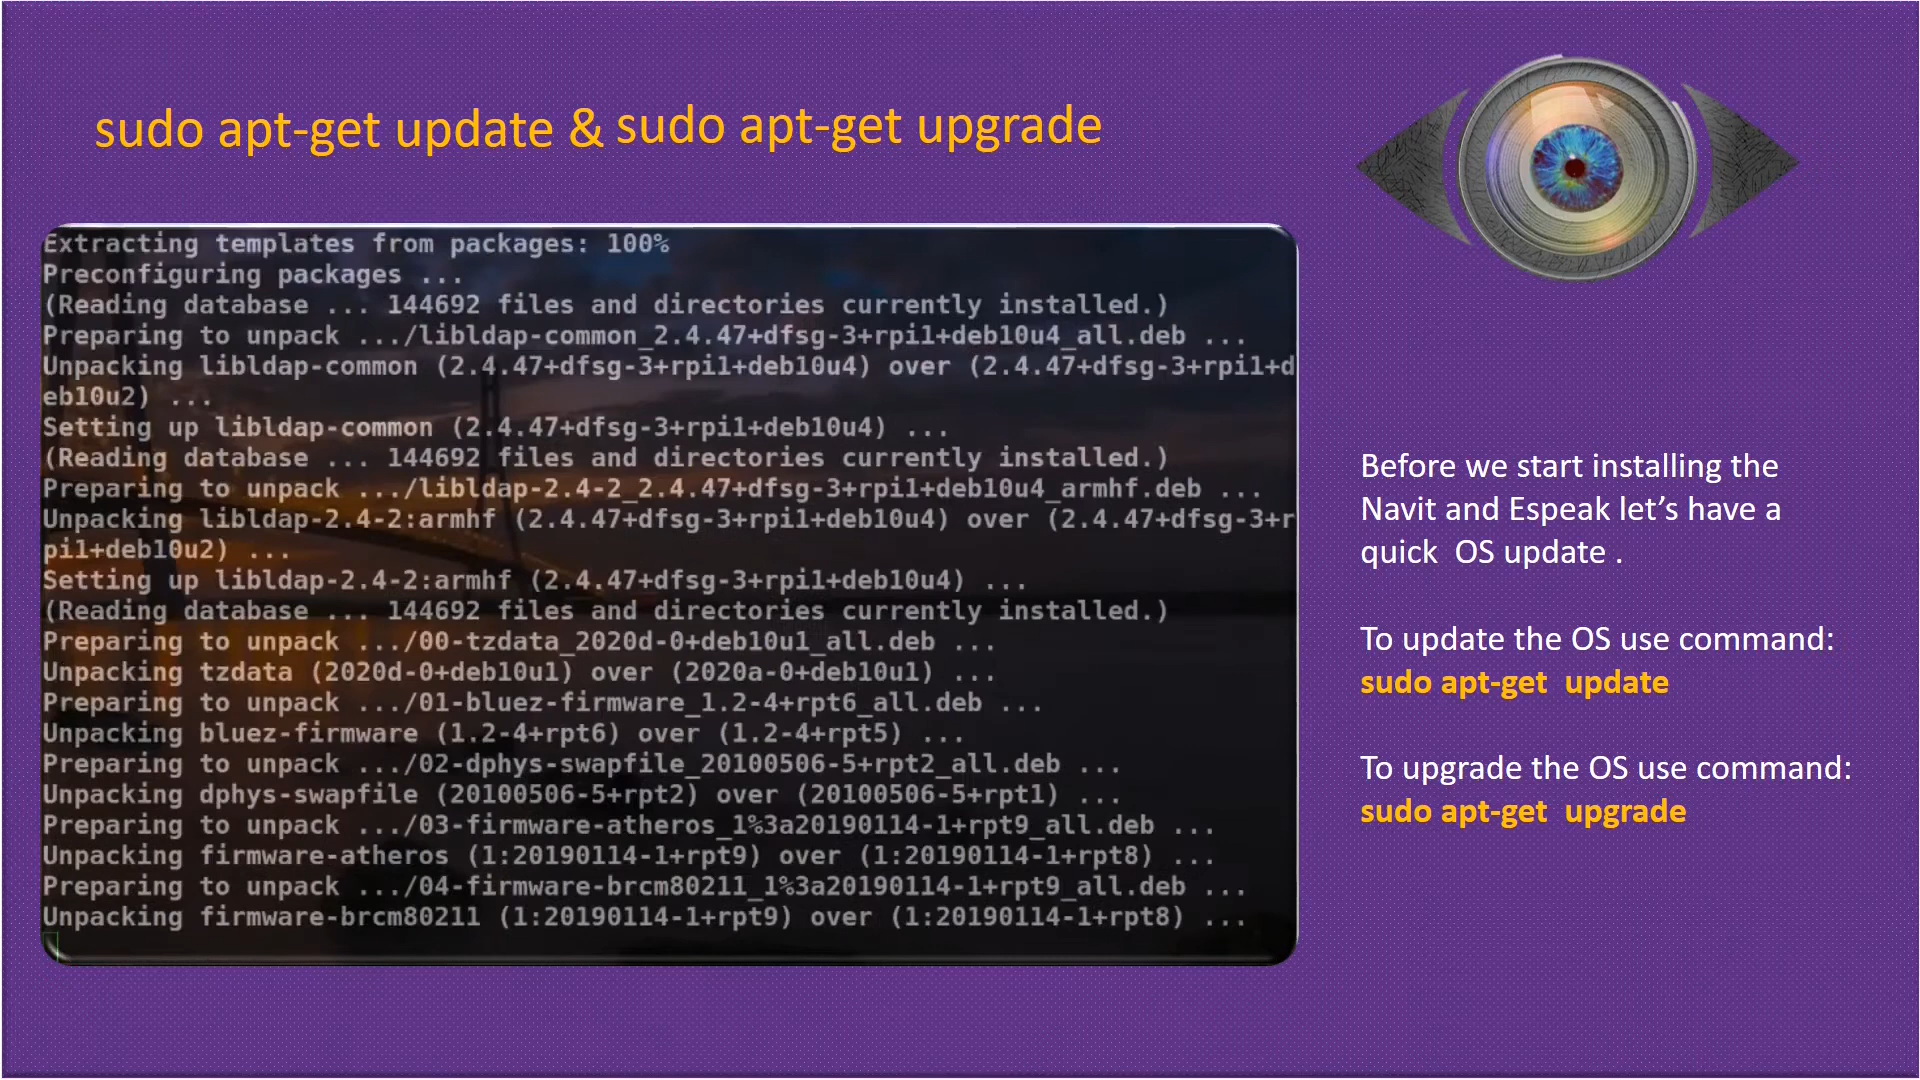 sudo apt-get update & sudo apt-get upgrade
Extracting templates from packages: 100%
Preconfiguring packages ...
(Reading database ... 144692 files and directories currently installed.)
Preparing to unpack .../libldap-common_2.4.47+dfsg-3+rpi1+deb10u4_all.deb ...
Unpacking libldap-common (2.4.47+dfsg-3+rpi1+deb10u4) over (2.4.47+dfsg-3+rpi1+d
eb10u2) ...
Setting up libldap-common (2.4.47+dfsg-3+rpi1+deb10u4) ...
(Reading database ... 144692 files and directories currently installed.)
Preparing to unpack .../libldap-2.4-2_2.4.47+dfsg-3+rpi1+deb10u4_armhf.deb ...
Unpacking libldap-2.4-2:armhf (2.4.47+dfsg-3+rpi1+deb10u4) over (2.4.47+dfsg-3+r
pi1+deb10u2) ...
Setting up libldap-2.4-2:armhf (2.4.47+dfsg-3+rpi1+deb10u4) ...
(Reading database ... 144692 files and directories currently installed.)
Preparing to unpack .../00-tzdata_2020d-0+deb10u1_all.deb ...
Unpacking tzdata (2020d-0+deb10u1) over (2020a-0+deb10u1) ...
Preparing to unpack .../01-bluez-firmware_1.2-4+rpt6_all.deb ...
Unpacking bluez-firmware (1.2-4+rpt6) over (1.2-4+rpt5) ...
Preparing to unpack .../02-dphys-swapfile_20100506-5+rpt2_all.deb ...
Unpacking dphys-swapfile (20100506-5+rpt2) over (20100506-5+rpt1) ...
Preparing to unpack .../03-firmware-atheros_1%3a20190114-1+rpt9_all.deb ...
Unpacking firmware-atheros (1:20190114-1+rpt9) over (1:20190114-1+rpt8) ...
Preparing to unpack .../04-firmware-brcm80211_1%3a20190114-1+rpt9_all.deb ...
Unpacking firmware-brcm80211 (1:20190114-1+rpt9) over (1:20190114-1+rpt8) ...
Before we start installing the
Navit and Espeak let’s have a
quick  OS update .
To update the OS use command:
sudo apt-get  update
To upgrade the OS use command:
sudo apt-get  upgrade